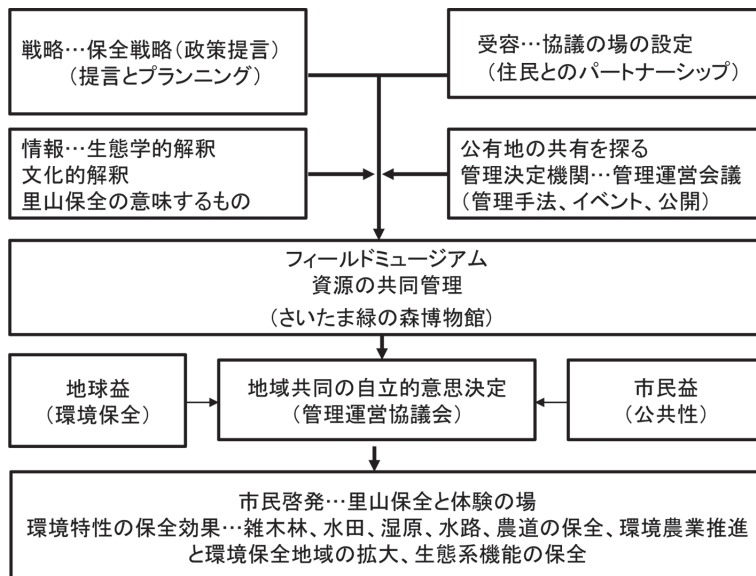 戦略…保全戦略(政策提言)
(提言とプランニング)
受容…協議の場の設定
(住民とのパートナーシップ)
情報…生態学的解釈
文化的解釈
里山保全の意味するもの
公有地の共有を探る
管理決定機関…管理運営会議
(管理手法、イベント、公開)
フィールドミュージアム
資源の共同管理
(さいたま緑の森博物館)
地球益
(環境保全)
地域共同の自立的意思決定
(管理運営協議会)
市民益
(公共性)
市民啓発…里山保全と体験の場
環境特性の保全効果…雑木林、水田、湿原、水路、農道の保全、環境農業推進
と環境保全地域の拡大、生態系機能の保全